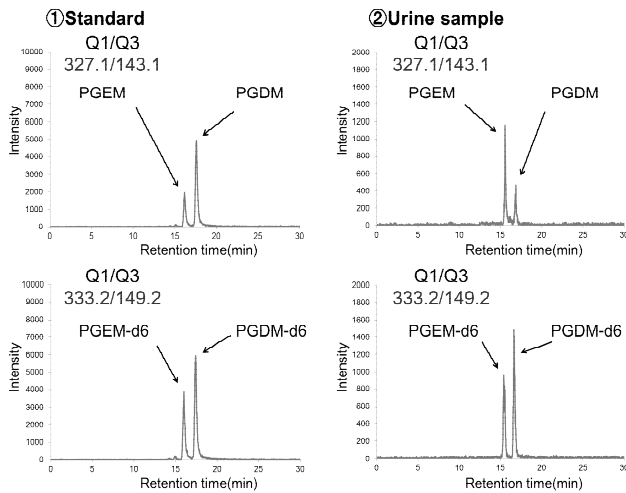 ①Standard
Q1/Q3
327.1/143.1
PGEM
PGDM
Intensity
10000
9000
8000
7000
6000
5000
4000
3000
2000
1000
0
0 5 10 15 20 25 30
Retention time(min)
②Urine sample
Q1/Q3
327.1/143.1
PGEM
PGDM
Intensity
2000
1800
1600
1400
1200
1000
800
600
400
200
0
0 5 10 15 20 25 30
Retention time(min)
Q1/Q3
333.2/149.2
PGEM-d6
PGDM-d6
Intensity
10000
9000
8000
7000
6000
5000
4000
3000
2000
1000
0
0 5 10 15 20 25 30
Retention time(min)
Q1/Q3
333.2/149.2
PGEM-d6
PGDM-d6
Intensity
2000
1800
1600
1400
1200
1000
800
600
400
200
0
0 5 10 15 20 25 30
Retention time(min)